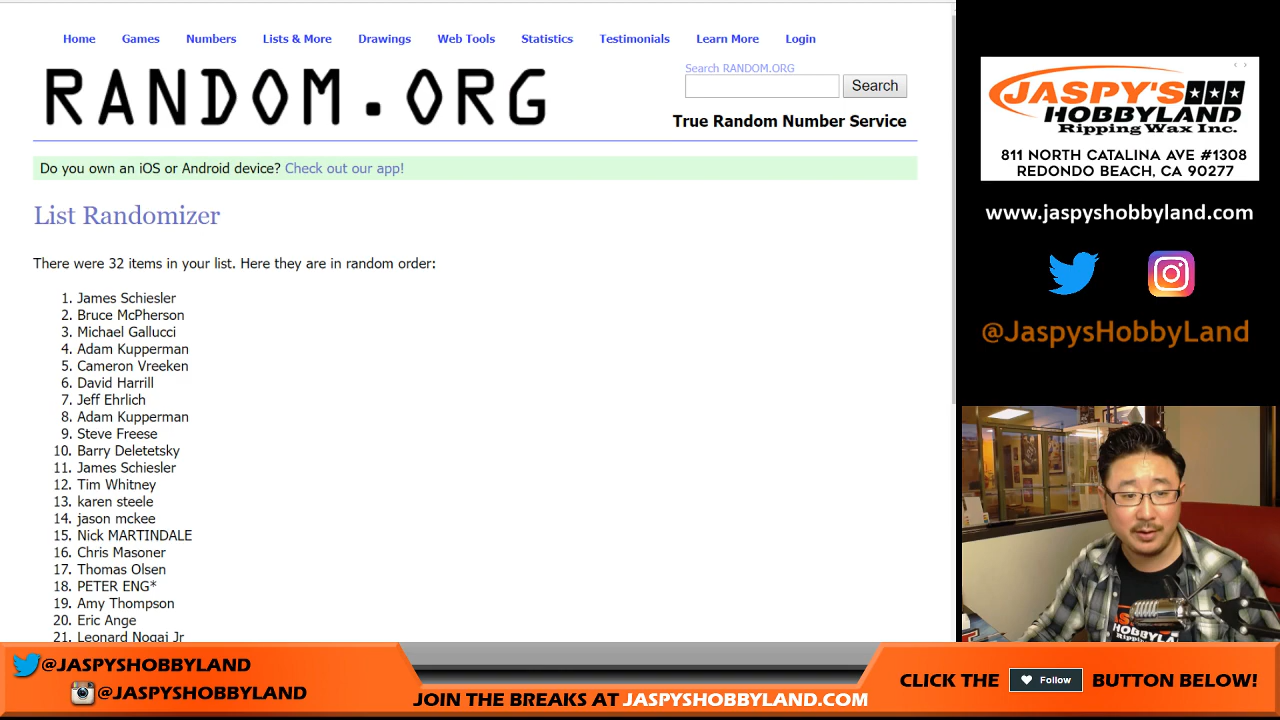 Home Games Numbers Lists & More Drawings Web Tools Statistics Testimonials Learn More Login
RANDOM.ORG
Search RANDOM.ORG
Search
True Random Number Service
Do you own an iOS or Android device? Check out our app!
List Randomizer
There were 32 items in your list. Here they are in random order:
1. James Schiesler
2. Bruce McPherson
3. Michael Gallucci
4. Adam Kupperman
5. Cameron Vreeken
6. David Harrill
7. Jeff Ehrlich
8. Adam Kupperman
9. Steve Freese
10. Barry Deletetsky
11. James Schiesler
12. Tim Whitney
13. karen steele
14. jason mckee
15. Nick MARTINDALE
16. Chris Masoner
17. Thomas Olsen
18. PETER ENG*
19. Amy Thompson
20. Eric Ange
21. Leonard Nogaj Jr
JASPY'S
HOBBYLAND
Ripping Wax Inc.
811 NORTH CATALINA AVE #1308
REDONDO BEACH, CA 90277
www.jaspyshobbyland.com
@JaspysHobbyLand
HOBBYLAND
@JASPYSHOBBYLAND
@JASPYSHOBBYLAND
JOIN THE BREAKS AT JASPYSHOBBYLAND.COM
CLICK THE Follow BUTTON BELOW!